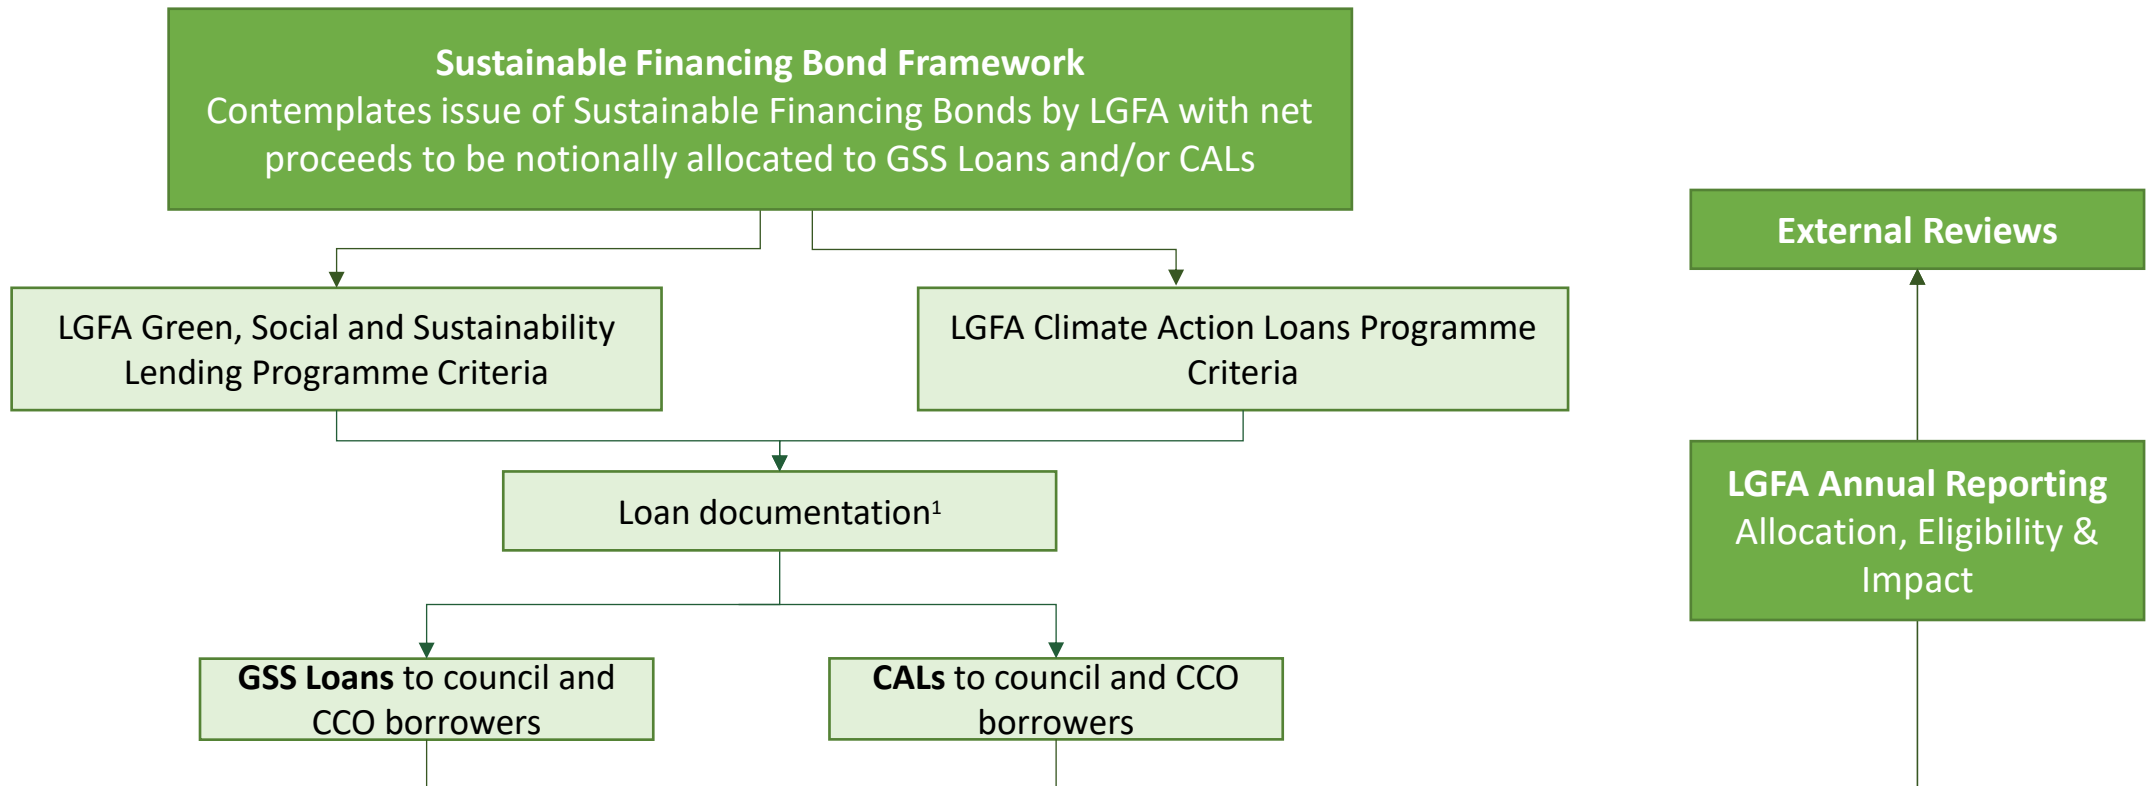 Sustainable Financing Bond Framework
Contemplates issue of Sustainable Financing Bonds by LGFA with net
proceeds to be notionally allocated to GSS Loans and/or CALs
External Reviews
LGFA Green, Social and Sustainability
Lending Programme Criteria
LGFA Climate Action Loans Programme
Criteria
Loan documentation¹
LGFA Annual Reporting
Allocation, Eligibility &
Impact
GSS Loans to council and
CCO borrowers
CALs to council and CCO
borrowers